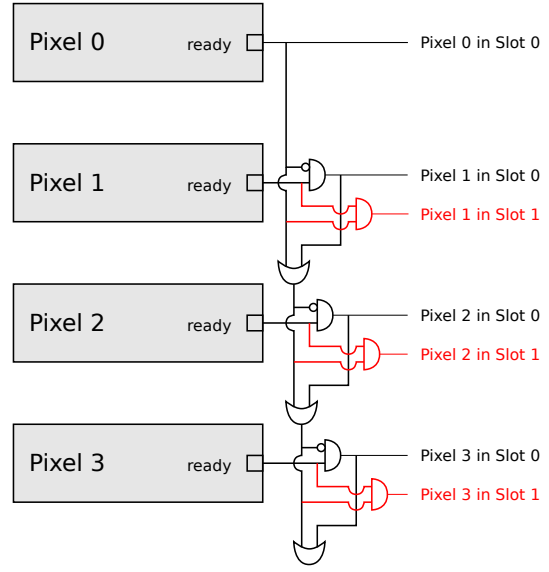 Pixel 0
ready
Pixel 0 in Slot 0
Pixel 1
ready
Pixel 1 in Slot 0
Pixel 1 in Slot 1
Pixel 2
ready
Pixel 2 in Slot 0
Pixel 2 in Slot 1
Pixel 3
ready
Pixel 3 in Slot 0
Pixel 3 in Slot 1